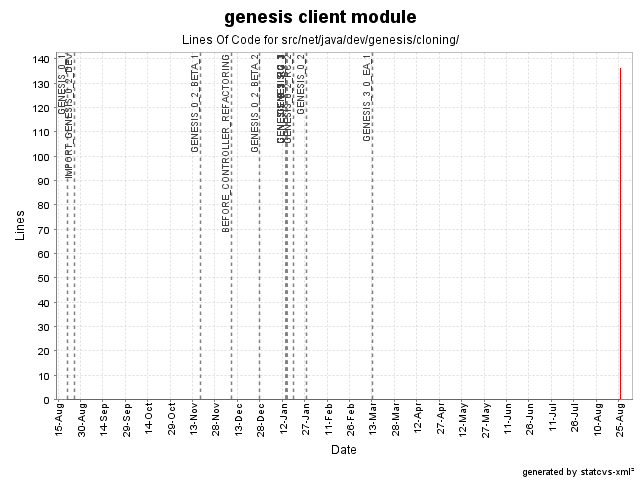 genesis client module
Lines Of Code for src/net/java/dev/genesis/cloning/
GENESIS_0_1
IMPORT_GENESIS_0_2_DEV
GENESIS_0_2_BETA_1
BEFORE_CONTROLLER_REFACTORING
GENESIS_0_2_BETA_2
GENESIS_0_2
GENESIS_3_0_EA_1
Lines
140
130
120
110
100
90
80
70
60
50
40
30
20
10
0
15-Aug
30-Aug
14-Sep
29-Sep
14-Oct
29-Oct
13-Nov
28-Nov
13-Dec
28-Dec
12-Jan
27-Jan
11-Feb
26-Feb
13-Mar
28-Mar
12-Apr
27-Apr
12-May
27-May
11-Jun
26-Jun
11-Jul
26-Jul
10-Aug
25-Aug
Date
generated by statcvs-xml²